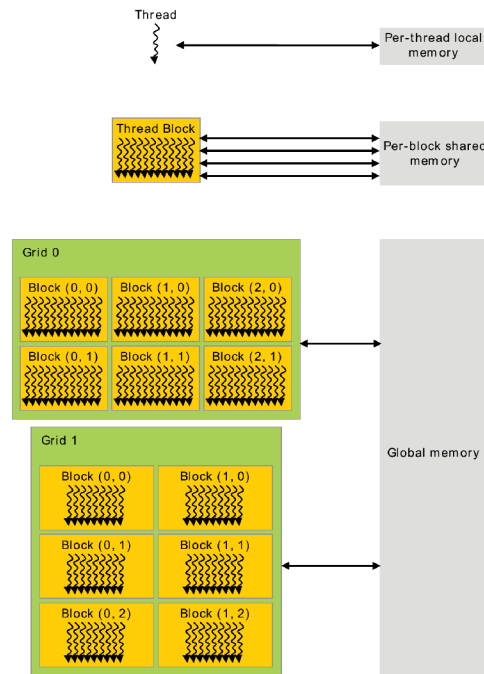 Thread
Per-thread local
memory
Thread Block
Per-block shared
memory
Grid 0
Block (0, 0) Block (1, 0) Block (2, 0)
Block (0, 1) Block (1, 1) Block (2, 1)
Grid 1
Global memory
Block (0, 0) Block (1, 0)
Block (0, 1) Block (1, 1)
Block (0, 2) Block (1, 2)